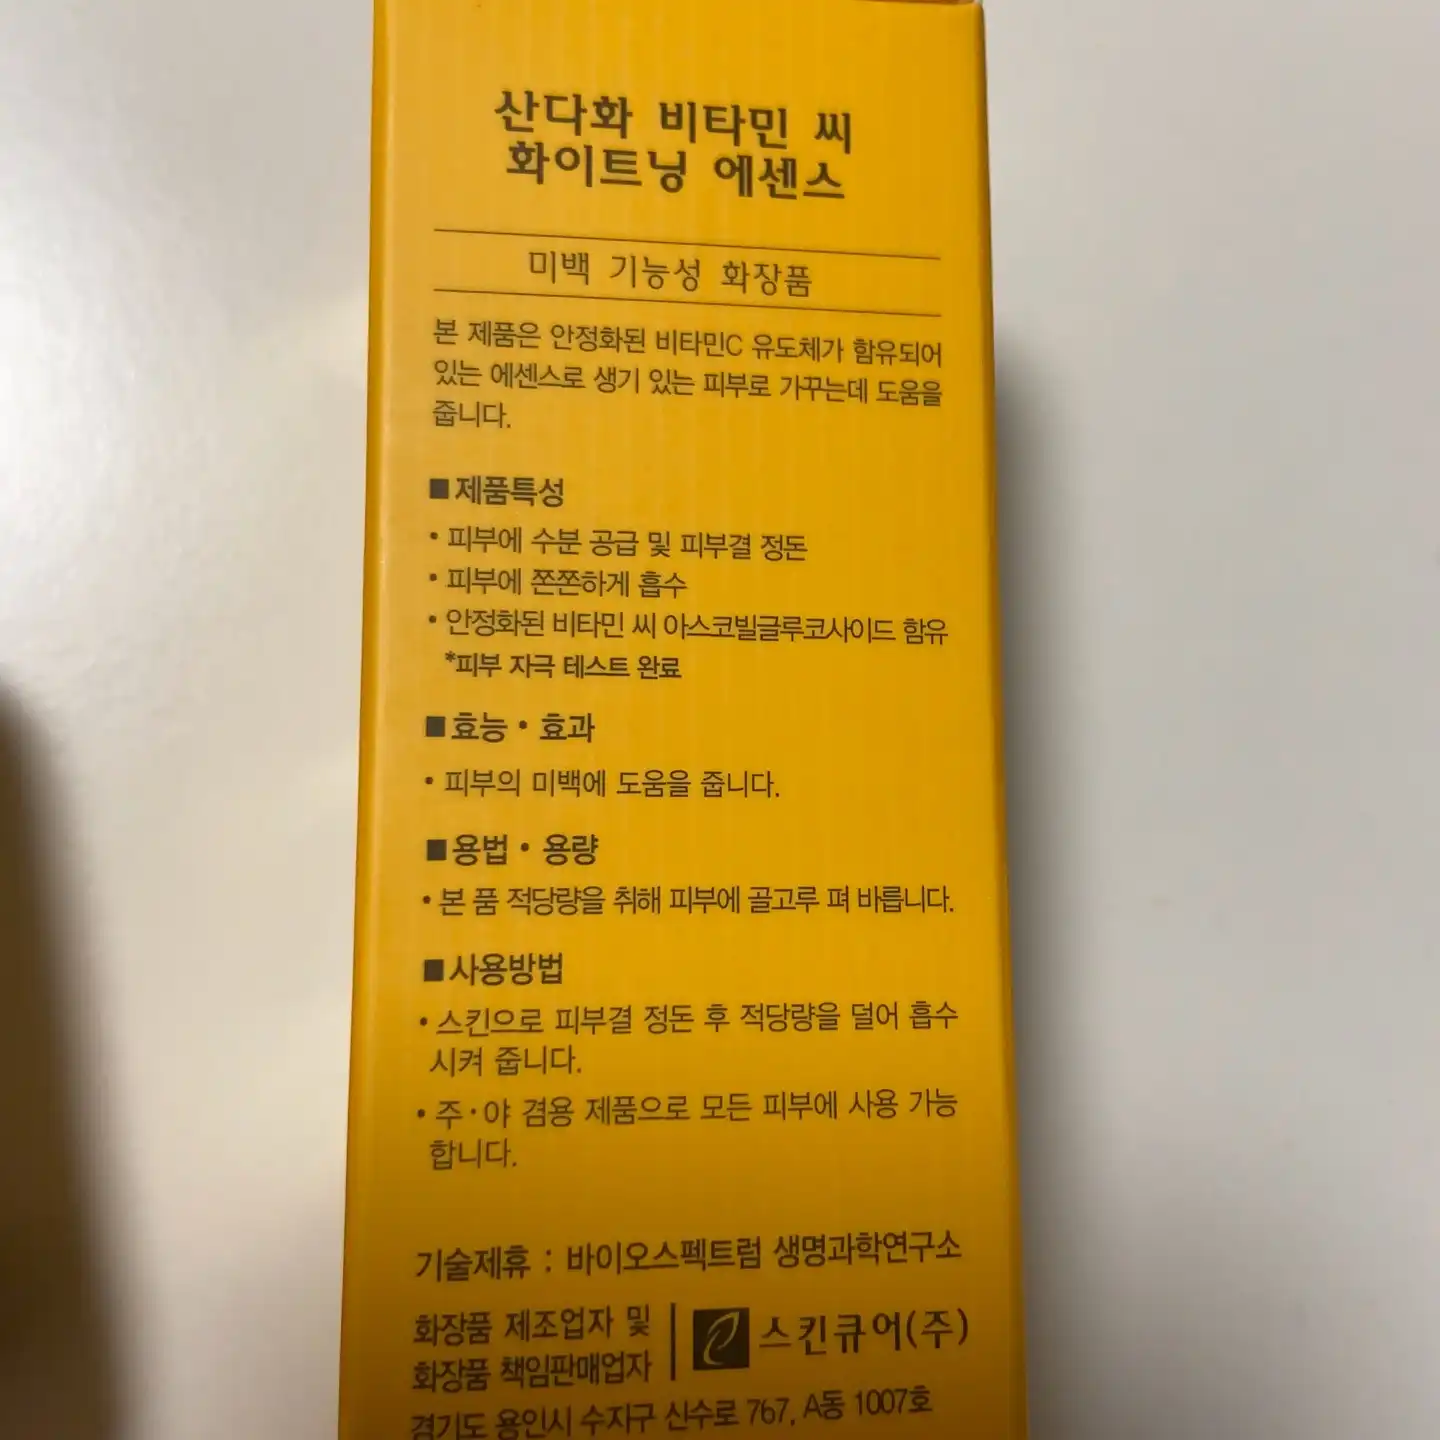 산다화 비타민 씨
화이트닝 에센스
미백 기능성 화장품
본 제품은 안정화된 비타민C 유도체가 함유되어
있는 에센스로 생기 있는 피부로 가꾸는데 도움을
줍니다.
■제품특성
• 피부에 수분 공급 및 피부결 정돈
• 피부에 쫀쫀하게 흡수
• 안정화된 비타민 씨 아스코빌글루코사이드 함유
*피부 자극 테스트 완료
■효능 • 효과
• 피부의 미백에 도움을 줍니다.
■용법 • 용량
• 본 품 적당량을 취해 피부에 골고루 펴 바릅니다.
■사용방법
• 스킨으로 피부결 정돈 후 적당량을 덜어 흡수
시켜 줍니다.
• 주·야 겸용 제품으로 모든 피부에 사용 가능
합니다.
기술제휴 : 바이오스펙트럼 생명과학연구소
화장품 제조업자 및
화장품 책임판매업자
스킨큐어(주)
경기도 용인시 수지구 신수로 767, A동 1007호